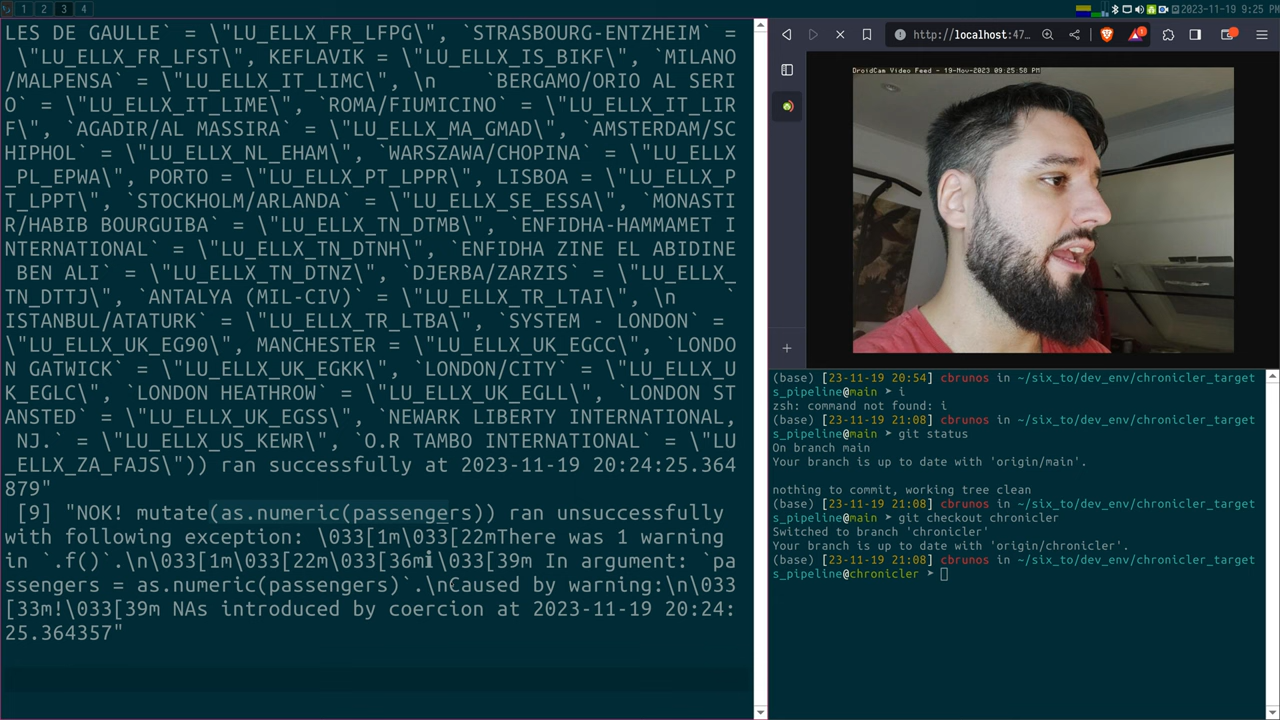 1 2 3 4
2023-11-19 9:25 PM
LES DE GAULLE` = \"LU_ELLX_FR_LFPG\", `STRASBOURG-ENTZHEIM` =
\"LU_ELLX_FR_LFST\", KEFLAVIK = \"LU_ELLX_IS_BIKF\", `MILANO
/MALPENSA` = \"LU_ELLX_IT_LIMC\", \n    `BERGAMO/ORIO AL SERI
O` = \"LU_ELLX_IT_LIME\", `ROMA/FIUMICINO` = \"LU_ELLX_IT_LIR
F\", `AGADIR/AL MASSIRA` = \"LU_ELLX_MA_GMAD\", `AMSTERDAM/SC
HIPHOL` = \"LU_ELLX_NL_EHAM\", `WARSZAWA/CHOPINA` = \"LU_ELLX
_PL_EPWA\", PORTO = \"LU_ELLX_PT_LPPR\", LISBOA = \"LU_ELLX_P
T_LPPT\", `STOCKHOLM/ARLANDA` = \"LU_ELLX_SE_ESSA\", `MONASTI
R/HABIB BOURGUIBA` = \"LU_ELLX_TN_DTMB\", `ENFIDHA-HAMMAMET I
NTERNATIONAL` = \"LU_ELLX_TN_DTNH\", `ENFIDHA ZINE EL ABIDINE
BEN ALI` = \"LU_ELLX_TN_DTNZ\", `DJERBA/ZARZIS` = \"LU_ELLX_
TN_DTTJ\", `ANTALYA (MIL-CIV)` = \"LU_ELLX_TR_LTAI\", \n    `
ISTANBUL/ATATURK` = \"LU_ELLX_TR_LTBA\", `SYSTEM - LONDON` =
\"LU_ELLX_UK_EG90\", MANCHESTER = \"LU_ELLX_UK_EGCC\", `LONDO
N GATWICK` = \"LU_ELLX_UK_EGKK\", `LONDON/CITY` = \"LU_ELLX_U
K_EGLC\", `LONDON HEATHROW` = \"LU_ELLX_UK_EGLL\", `LONDON ST
ANSTED` = \"LU_ELLX_UK_EGSS\", `NEWARK LIBERTY INTERNATIONAL,
NJ.` = \"LU_ELLX_US_KEWR\", `O.R TAMBO INTERNATIONAL` = \"LU
_ELLX_ZA_FAJS\")) ran successfully at 2023-11-19 20:24:25.364
879"
[9] "NOK! mutate(as.numeric(passengers)) ran unsuccessfully
with following exception: \033[1m\033[22mThere was 1 warning
in `.f()`.\n\033[1m\033[22m\033[36mi\033[39m In argument: `pa
ssengers = as.numeric(passengers)`.\nCaused by warning:\n\033
[33m!\033[39m NAs introduced by coercion at 2023-11-19 20:24:
25.364357"
http://localhost:47...
1
DroidCam Video Feed - 19-Nov-2023 09:25:58 PM
(base) [23-11-19 20:54] cbrunos in ~/six_to/dev_env/chronicler_target
s_pipeline@main ➤ i
zsh: command not found: i
(base) [23-11-19 21:08] cbrunos in ~/six_to/dev_env/chronicler_target
s_pipeline@main ➤ git status
On branch main
Your branch is up to date with 'origin/main'.
nothing to commit, working tree clean
(base) [23-11-19 21:08] cbrunos in ~/six_to/dev_env/chronicler_target
s_pipeline@main ➤ git checkout chronicler
Switched to branch 'chronicler'
Your branch is up to date with 'origin/chronicler'.
(base) [23-11-19 21:08] cbrunos in ~/six_to/dev_env/chronicler_target
s_pipeline@chronicler ➤